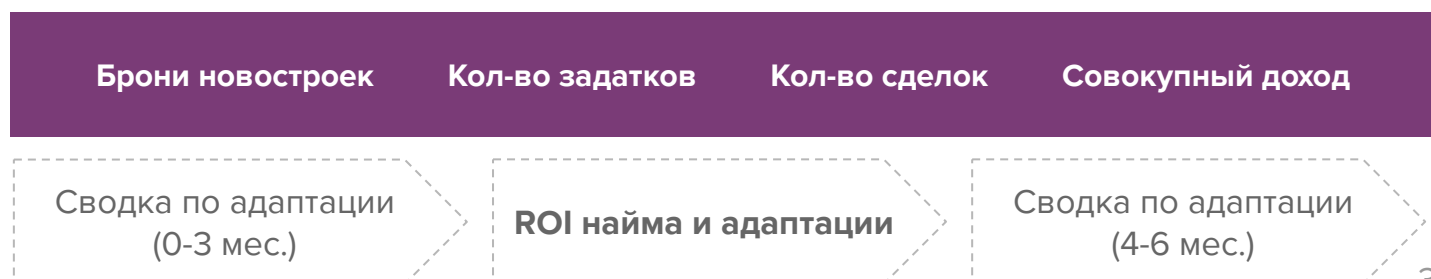 Брони новостроек Кол-во задатков Кол-во сделок Совокупный доход
Сводка по адаптации
(0-3 мес.)
ROI найма и адаптации
Сводка по адаптации
(4-6 мес.)